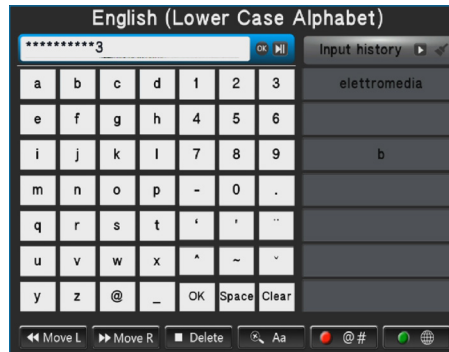 English (Lower Case Alphabet)
**********3 OK
Input history
a b c d 1 2 3 elettromedia
e f g h 4 5 6
i j k l 7 8 9 b
m n o p - 0 .
q r s t ‘ ' ¨
u v w x ^ ~ ˇ
y z @ _ OK Space Clear
Move L Move R Delete Aa @#